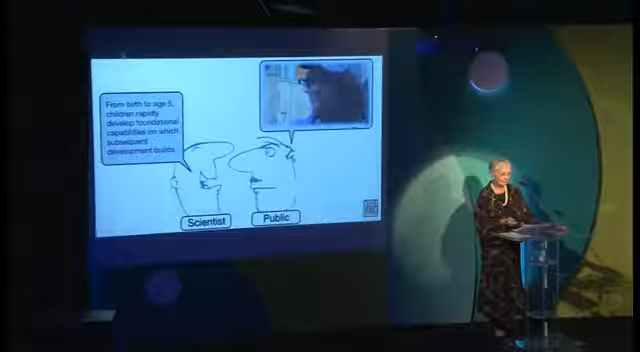 From birth to age 5,
children rapidly
develop foundational
capabilities on which
subsequent
development builds.
Scientist
Public